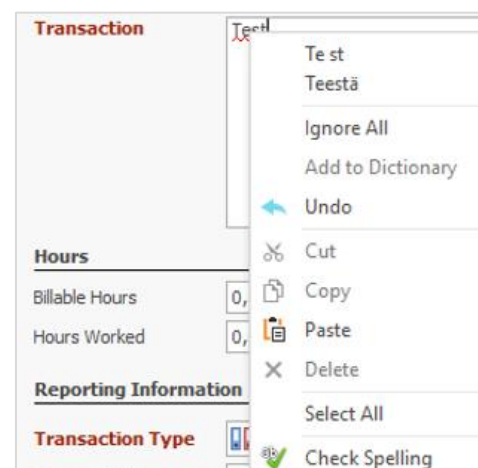 Transaction
Test
Te st
Teestä
Ignore All
Add to Dictionary
Undo
Cut
Copy
Paste
Delete
Select All
Check Spelling
Hours
Billable Hours
0,
Hours Worked
0,
Reporting Information
Transaction Type